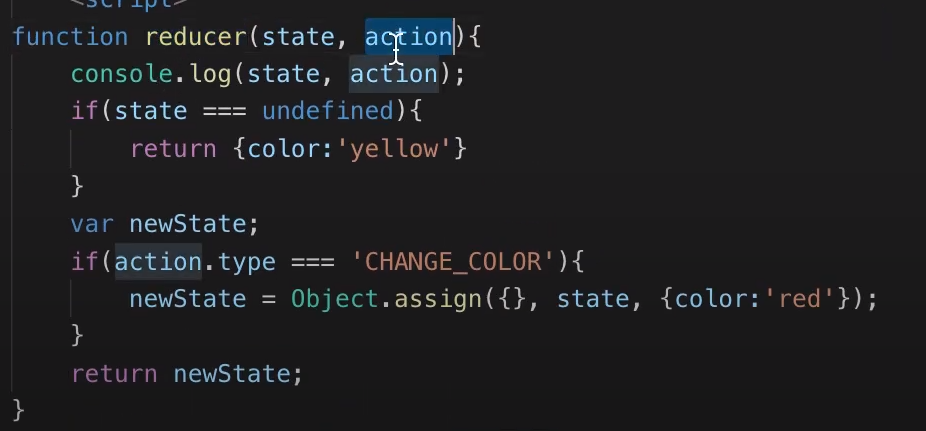 <script>
function reducer(state, action){
    console.log(state, action);
    if(state === undefined){
        return {color:'yellow'}
    }
    var newState;
    if(action.type === 'CHANGE_COLOR'){
        newState = Object.assign({}, state, {color:'red'});
    }
    return newState;
}